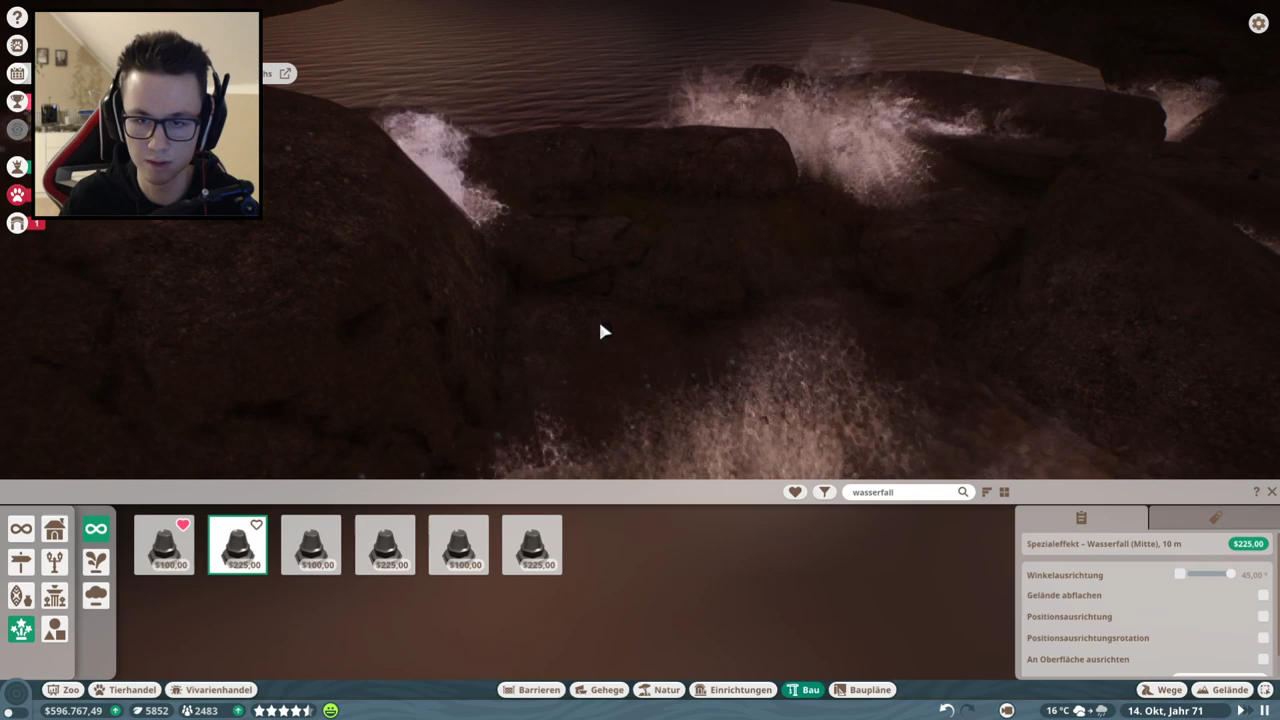 ?
hs
1
wasserfall
?
$100,00 $225,00 $100,00 $225,00 $100,00 $225,00
Spezialeffekt – Wasserfall (Mitte), 10 m $225,00
Winkelausrichtung 45,00 °
Gelände abflachen
Positionsausrichtung
Positionsausrichtungsrotation
An Oberfläche ausrichten
Zoo Tierhandel Vivarienhandel Barrieren Gehege Natur Einrichtungen Bau Baupläne Wege Gelände
$596.767,49 5852 2483 16 °C 14. Okt, Jahr 71